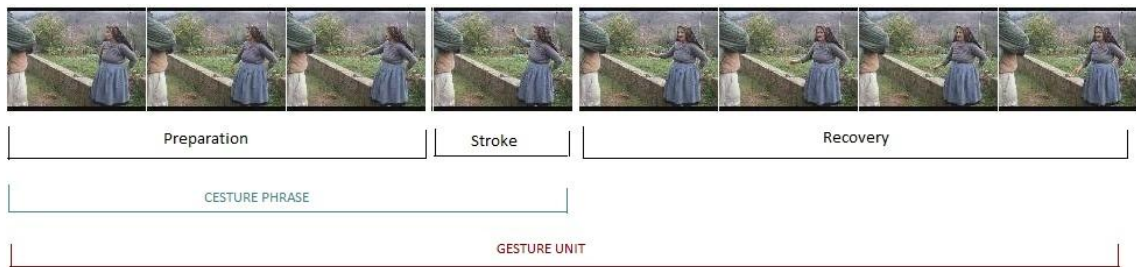 Preparation
Stroke
Recovery
CESTURE PHRASE
GESTURE UNIT